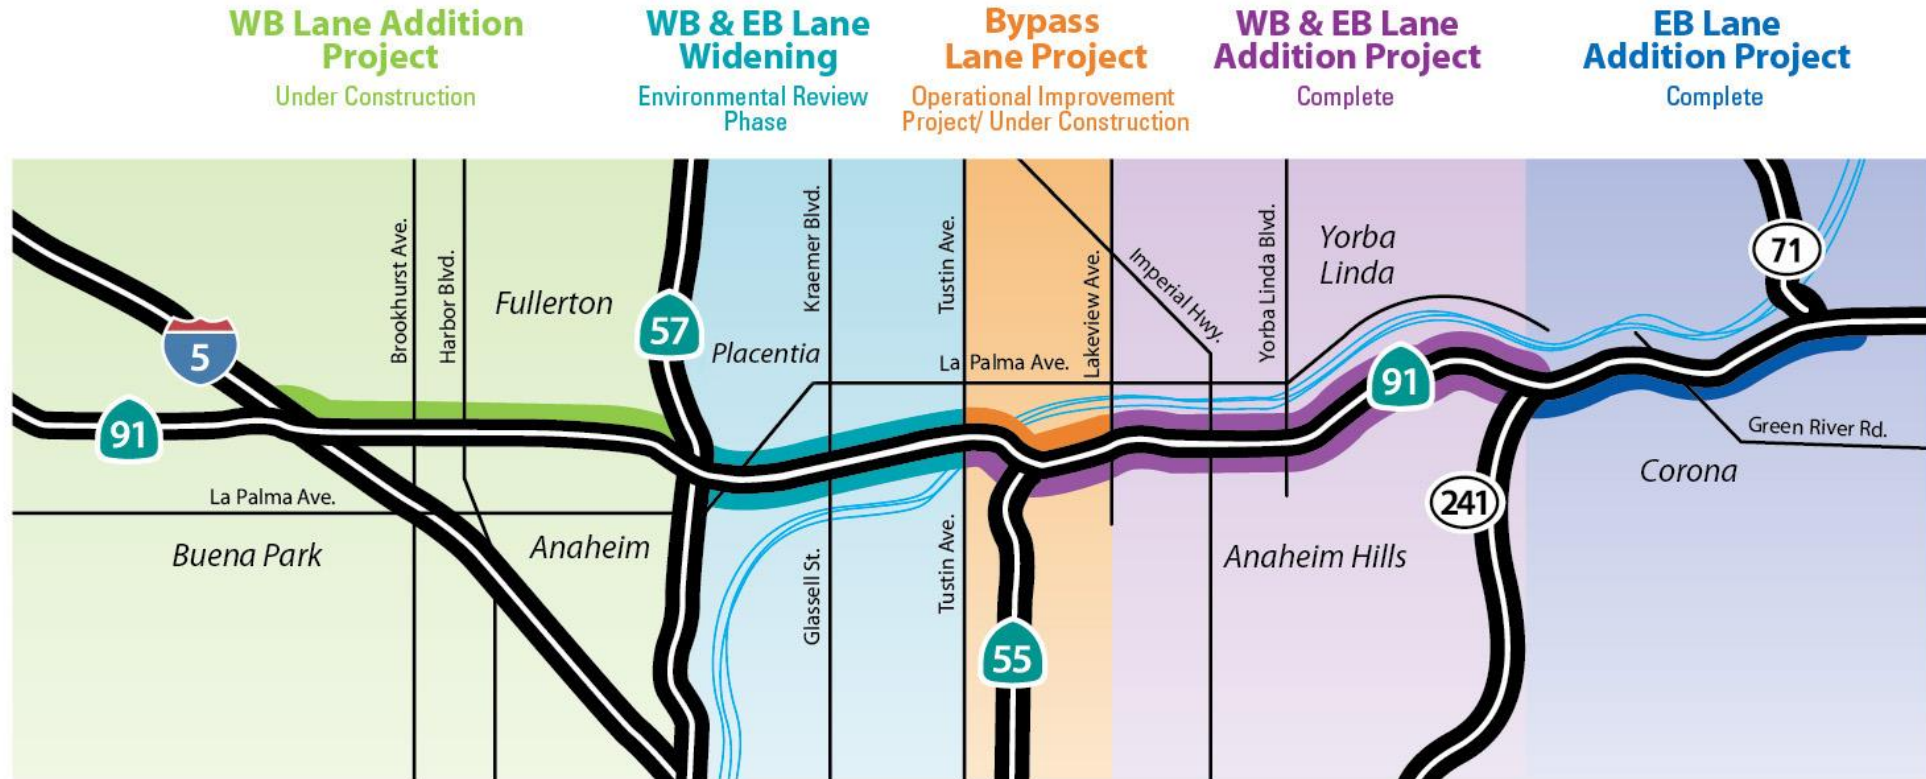 WB Lane Addition
Project
Under Construction
WB & EB Lane
Widening
Environmental Review
Phase
Bypass
Lane Project
Operational Improvement
Project/ Under Construction
WB & EB Lane
Addition Project
Complete
EB Lane
Addition Project
Complete
Brookhurst Ave.
Harbor Blvd.
Fullerton
57
Kraemer Blvd.
Placentia
Tustin Ave.
La Palma Ave.
Lakeview Ave.
Imperial Hwy.
Yorba Linda Blvd.
Yorba
Linda
71
5
91
91
Green River Rd.
Corona
La Palma Ave.
Buena Park
Anaheim
Glassell St.
Tustin Ave.
55
Anaheim Hills
241